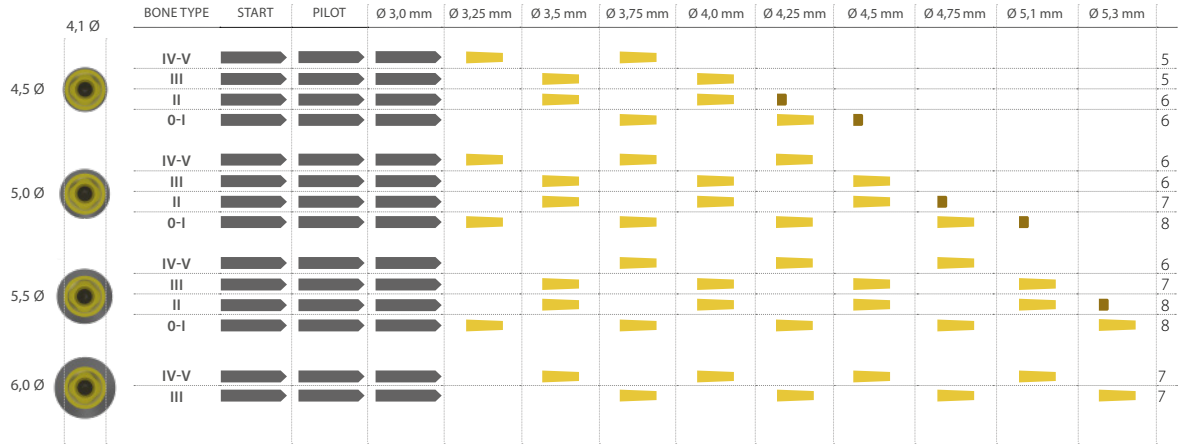 BONE TYPE START PILOT Ø 3,0 mm Ø 3,25 mm Ø 3,5 mm Ø 3,75 mm Ø 4,0 mm Ø 4,25 mm Ø 4,5 mm Ø 4,75 mm Ø 5,1 mm Ø 5,3 mm
4,1 Ø
IV-V 5
III 5
4,5 Ø
II 6
0-I 6
IV-V 6
III 6
5,0 Ø
II 7
0-I 8
IV-V 6
III 7
5,5 Ø
II 8
0-I 8
IV-V 7
6,0 Ø
III 7